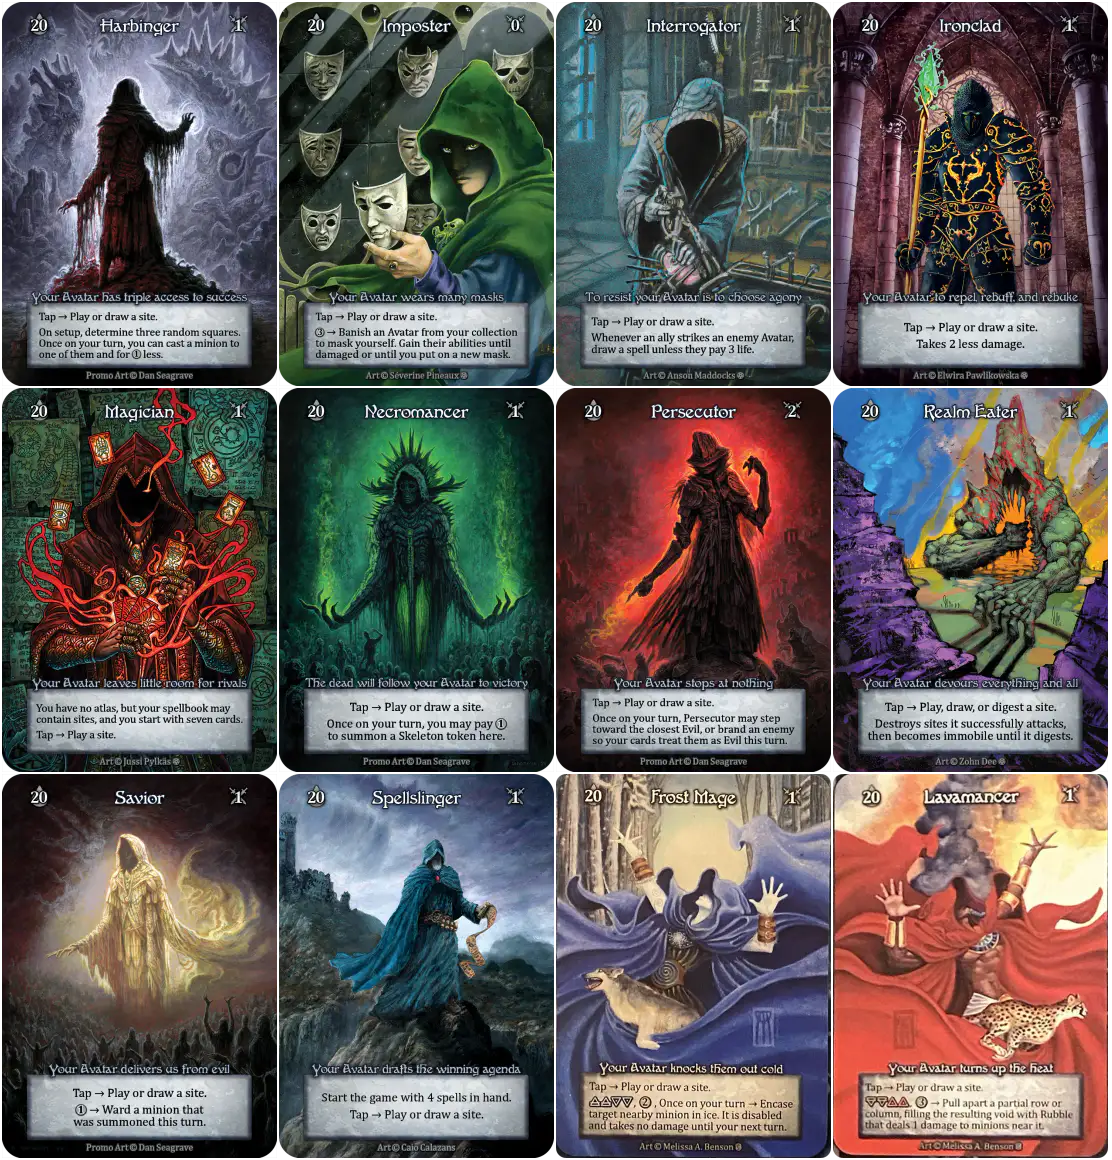 20
Harbinger
1
Your Avatar has triple access to success
Tap → Play or draw a site.
On setup, determine three random squares.
Once on your turn, you can cast a minion to
one of them and for ① less.
Promo Art © Dan Seagrave
20
Imposter
0
Your Avatar wears many masks
Tap → Play or draw a site.
③ → Banish an Avatar from your collection
to mask yourself. Gain their abilities until
damaged or until you put on a new mask.
Art © Séverine Pineaux
20
Interrogator
1
To resist your Avatar is to choose agony
Tap → Play or draw a site.
Whenever an ally strikes an enemy Avatar,
draw a spell unless they pay 3 life.
Art © Anson Maddocks
20
Ironclad
1
Your Avatar to repel, rebuff, and rebuke
Tap → Play or draw a site.
Takes 2 less damage.
Art © Elwira Pawlikowska
20
Magician
1
Your Avatar leaves little room for rivals
You have no atlas, but your spellbook may
contain sites, and you start with seven cards.
Tap → Play a site.
Art © Jussi Pylkäs
20
Necromancer
1
The dead will follow your Avatar to victory
Tap → Play or draw a site.
Once on your turn, you may pay ①
to summon a Skeleton token here.
Promo Art © Dan Seagrave
20
Persecutor
2
Your Avatar stops at nothing
Tap → Play or draw a site.
Once on your turn, Persecutor may step
toward the closest Evil, or brand an enemy
so your cards treat them as Evil this turn.
Promo Art © Dan Seagrave
20
Realm Eater
1
Your Avatar devours everything and all
Tap → Play, draw, or digest a site.
Destroys sites it successfully attacks,
then becomes immobile until it digests.
Art © Zohn Dee
20
Savior
1
Your Avatar delivers us from evil
Tap → Play or draw a site.
① → Ward a minion that
was summoned this turn.
Promo Art © Dan Seagrave
20
Spellslinger
1
Your Avatar drafts the winning agenda
Start the game with 4 spells in hand.
Tap → Play or draw a site.
Art © Caio Calazans
20
Frost Mage
1
Your Avatar knocks them out cold
Tap → Play or draw a site.
②, Once on your turn → Encase
target nearby minion in ice. It is disabled
and takes no damage until your next turn.
Art © Melissa A. Benson
20
Lavamancer
1
Your Avatar turns up the heat
Tap → Play or draw a site.
③ → Pull apart a partial row or
column, filling the resulting void with Rubble
that deals 1 damage to minions near it.
Art © Melissa A. Benson